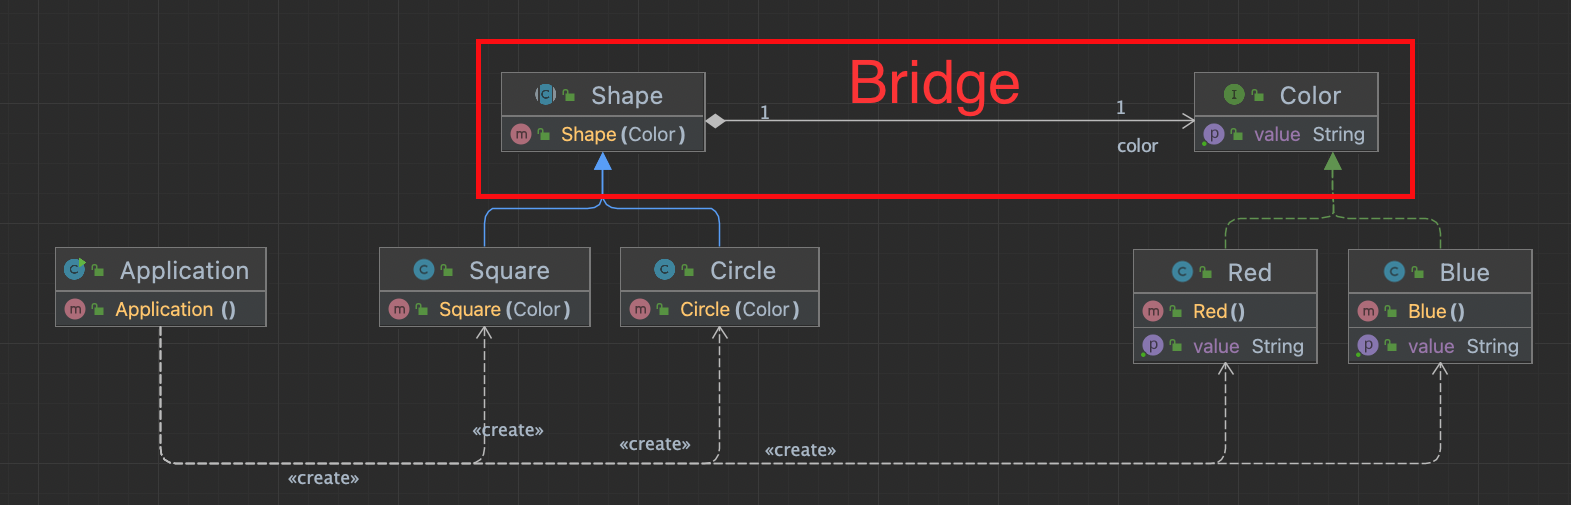 Bridge
Shape
Shape(Color)
1
1
color
Color
value String
Application
Application ()
Square
Square(Color)
Circle
Circle(Color)
Red
Red()
value String
Blue
Blue()
value String
«create»
«create»
«create»
«create»